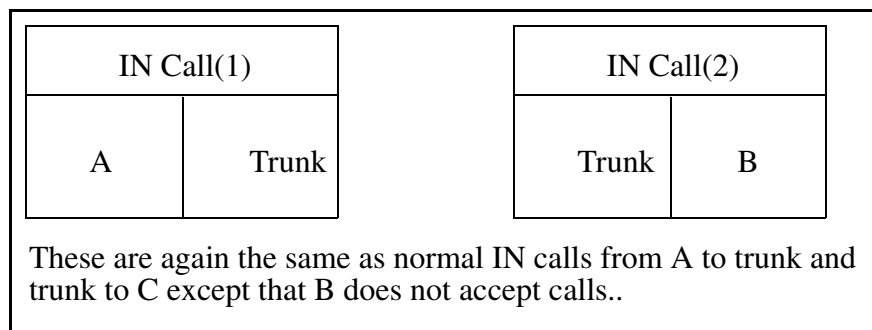 IN Call(1)
IN Call(2)
A
Trunk
Trunk
B
These are again the same as normal IN calls from A to trunk and
trunk to C except that B does not accept calls..